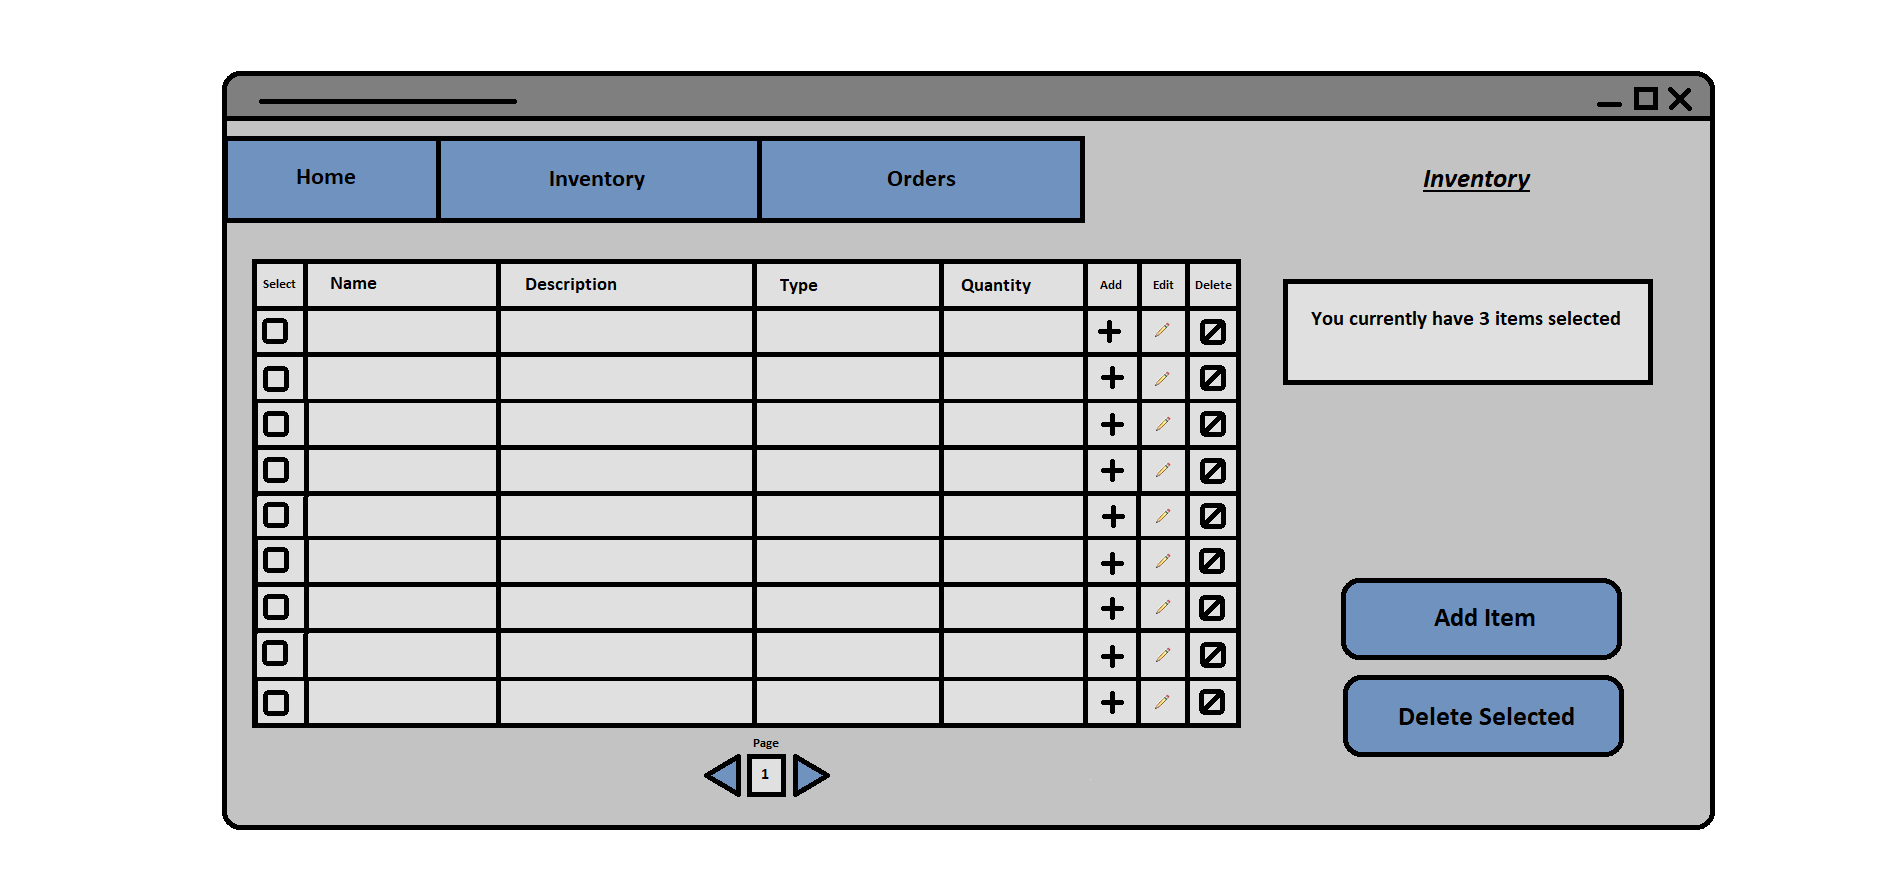 Home Inventory Orders
Inventory
Select Name Description Type Quantity Add Edit Delete
You currently have 3 items selected
Add Item
Delete Selected
Page
1